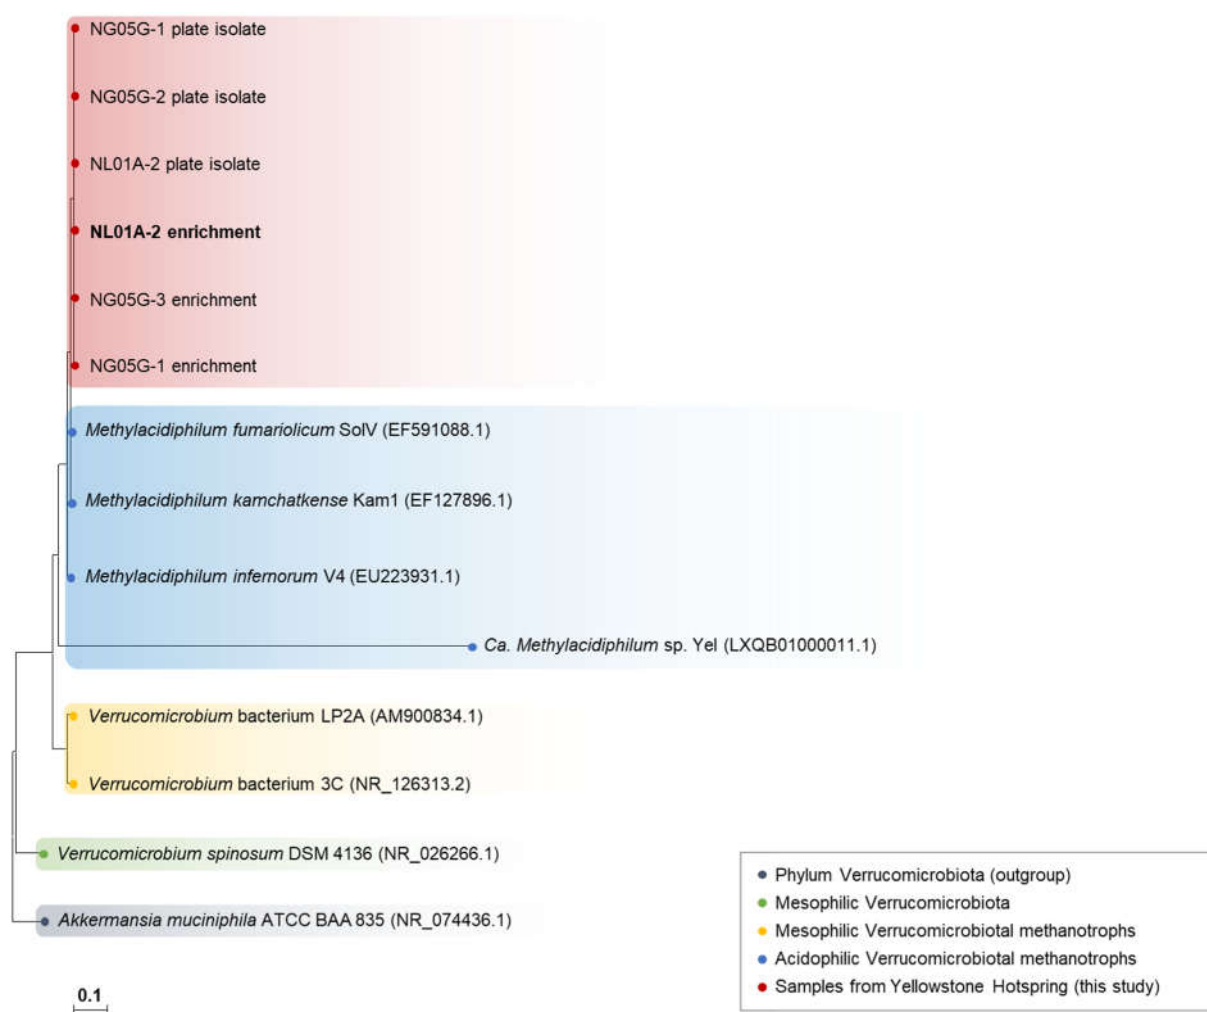 NG05G-1 plate isolate
NG05G-2 plate isolate
NL01A-2 plate isolate
NL01A-2 enrichment
NG05G-3 enrichment
NG05G-1 enrichment
Methylacidiphilum fumariolicum SolV (EF591088.1)
Methylacidiphilum kamchatkense Kam1 (EF127896.1)
Methylacidiphilum infernorum V4 (EU223931.1)
Ca. Methylacidiphilum sp. Yel (LXQB01000011.1)
Verrucomicrobium bacterium LP2A (AM900834.1)
Verrucomicrobium bacterium 3C (NR_126313.2)
Verrucomicrobium spinosum DSM 4136 (NR_026266.1)
Akkermansia muciniphila ATCC BAA 835 (NR_074436.1)
0.1
Phylum Verrucomicrobiota (outgroup)
Mesophilic Verrucomicrobiota
Mesophilic Verrucomicrobiotal methanotrophs
Acidophilic Verrucomicrobiotal methanotrophs
Samples from Yellowstone Hotspring (this study)